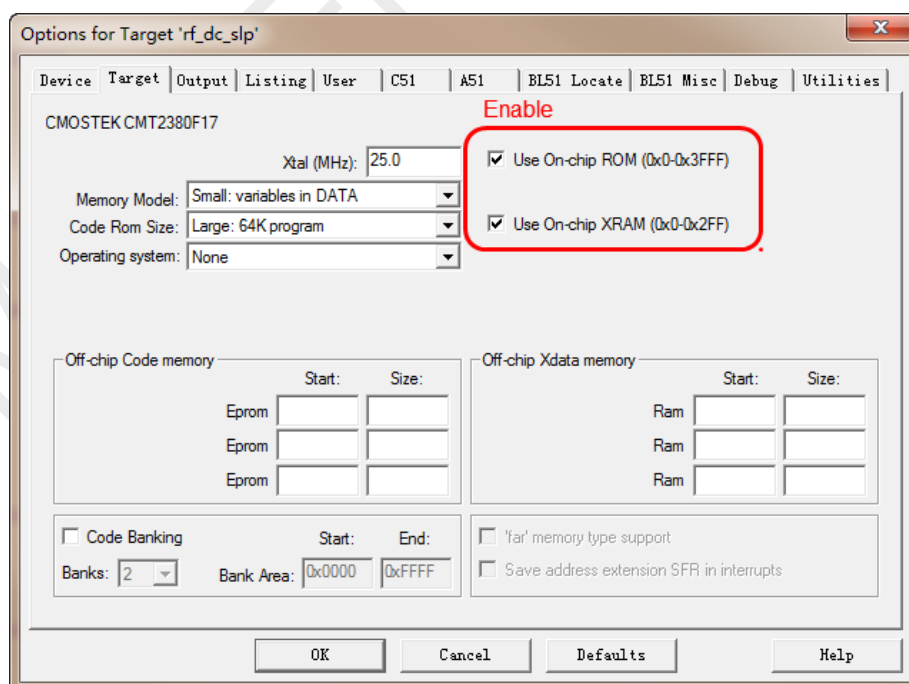 Options for Target 'rf_dc_slp'
Device Target Output Listing User C51 A51 BL51 Locate BL51 Misc Debug Utilities
Enable
CMOSTEK CMT2380F17
Xtal (MHz): 25.0
Use On-chip ROM (0x0-0x3FFF)
Memory Model: Small: variables in DATA
Code Rom Size: Large: 64K program
Use On-chip XRAM (0x0-0x2FF)
Operating system: None
Off-chip Code memory
Start: Size:
Eprom
Eprom
Eprom
Off-chip Xdata memory
Start: Size:
Ram
Ram
Ram
Code Banking Start: End:
Banks: 2 Bank Area: 0x0000 0xFFFF
'far' memory type support
Save address extension SFR in interrupts
OK Cancel Defaults Help